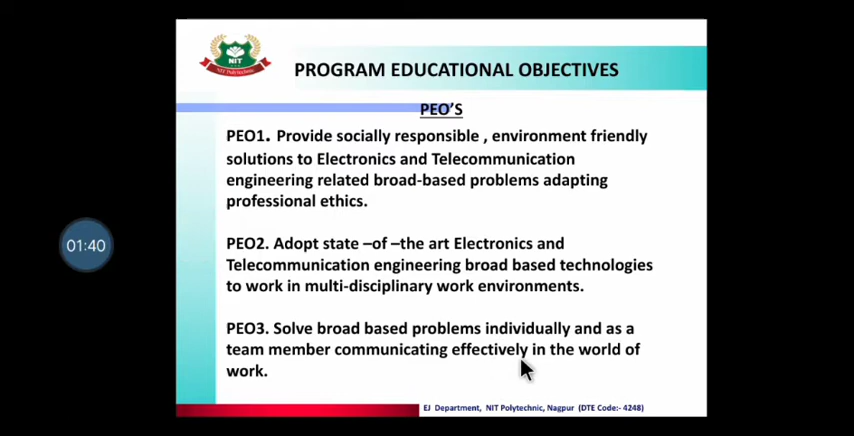 NIT
NIT Polytechnic
PROGRAM EDUCATIONAL OBJECTIVES
PEO'S
PEO1. Provide socially responsible , environment friendly
solutions to Electronics and Telecommunication
engineering related broad-based problems adapting
professional ethics.
01:40
PEO2. Adopt state –of –the art Electronics and
Telecommunication engineering broad based technologies
to work in multi-disciplinary work environments.
PEO3. Solve broad based problems individually and as a
team member communicating effectively in the world of
work.
EJ Department, NIT Polytechnic, Nagpur (DTE Code:- 4248)